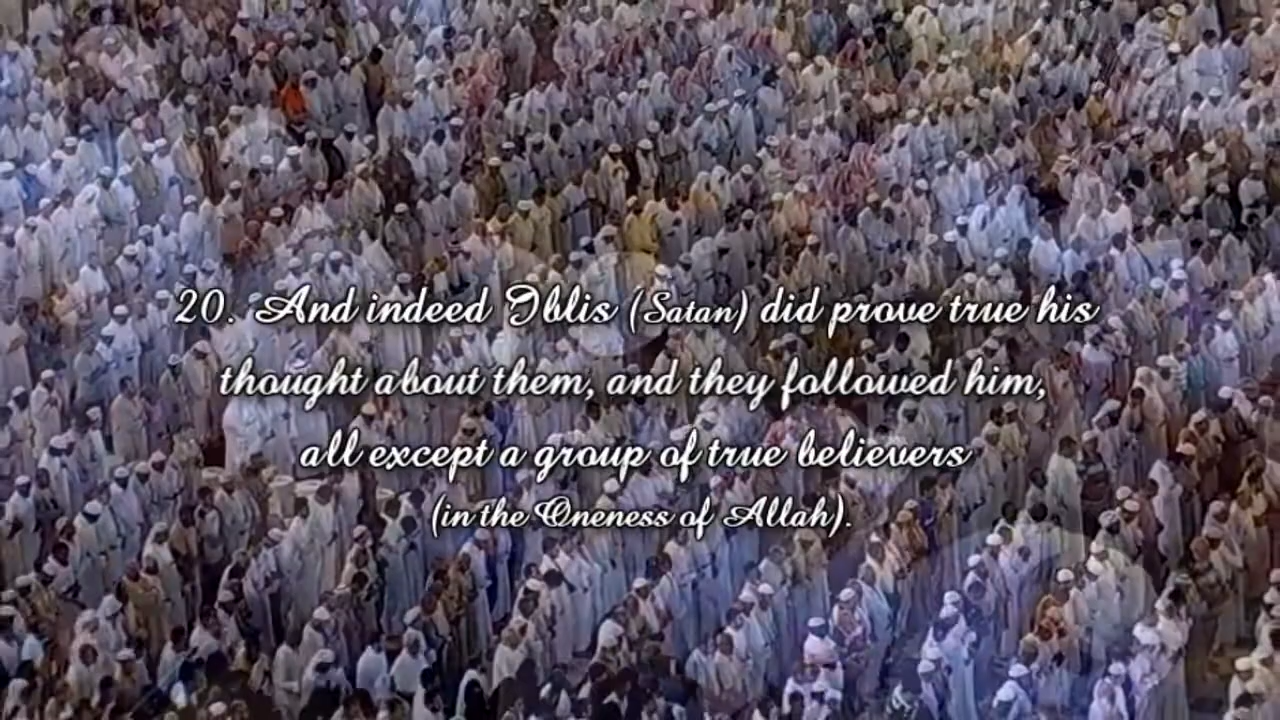 20. And indeed Iblis (Satan) did prove true his
thought about them, and they followed him,
all except a group of true believers
(in the Oneness of Allah).